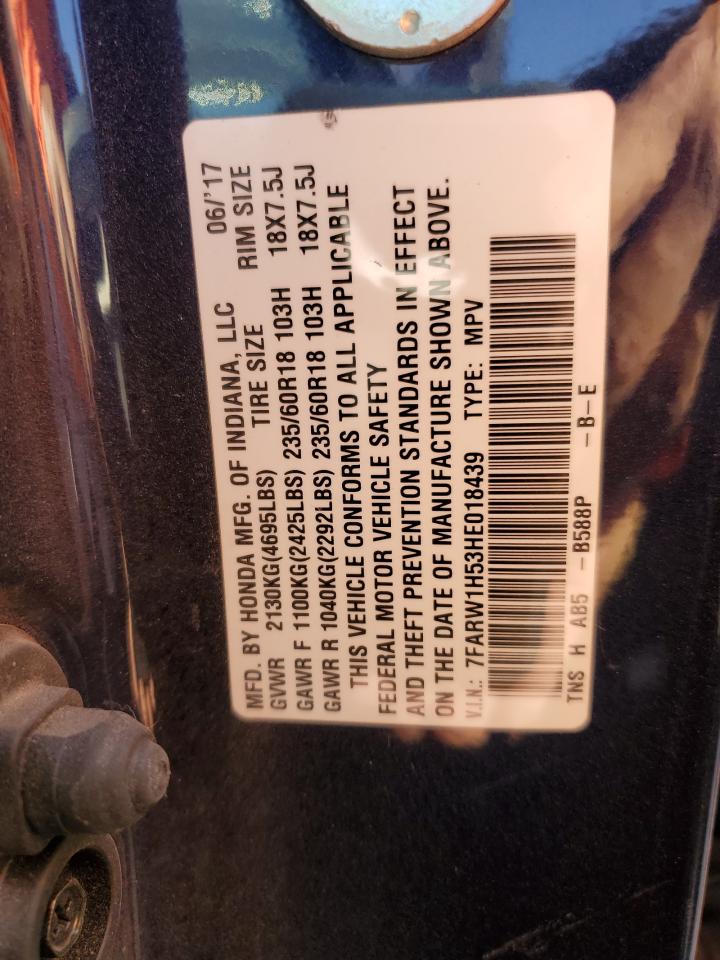 MFD. BY HONDA MFG. OF INDIANA, LLC 06/'17
GVWR 2130KG(4695LBS) TIRE SIZE RIM SIZE
GAWR F 1100KG(2425LBS) 235/60R18 103H 18X7.5J
GAWR R 1040KG(2292LBS) 235/60R18 103H 18X7.5J
THIS VEHICLE CONFORMS TO ALL APPLICABLE
FEDERAL MOTOR VEHICLE SAFETY
AND THEFT PREVENTION STANDARDS IN EFFECT
ON THE DATE OF MANUFACTURE SHOWN ABOVE.
V.I.N.: 7FARW1H53HE018439 TYPE: MPV
TNS H A85 -B588P -B-E